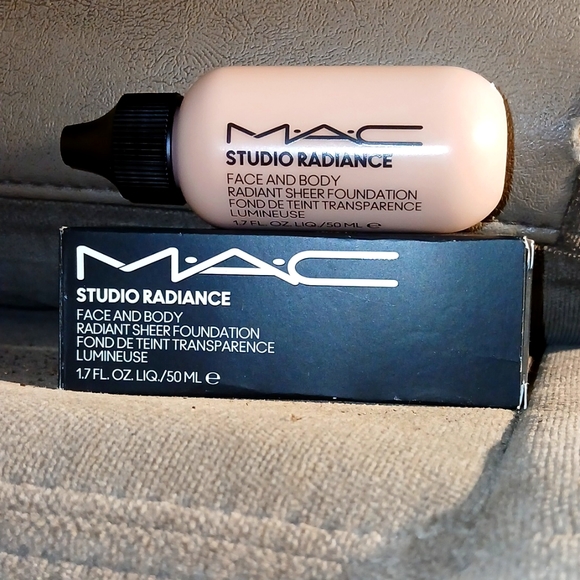 M·A·C
STUDIO RADIANCE
FACE AND BODY
RADIANT SHEER FOUNDATION
FOND DE TEINT TRANSPARENCE
LUMINEUSE
1.7 FL. OZ. LIQ./50 ML ℮
M·A·C
STUDIO RADIANCE
FACE AND BODY
RADIANT SHEER FOUNDATION
FOND DE TEINT TRANSPARENCE
LUMINEUSE
1.7 FL. OZ. LIQ./50 ML ℮